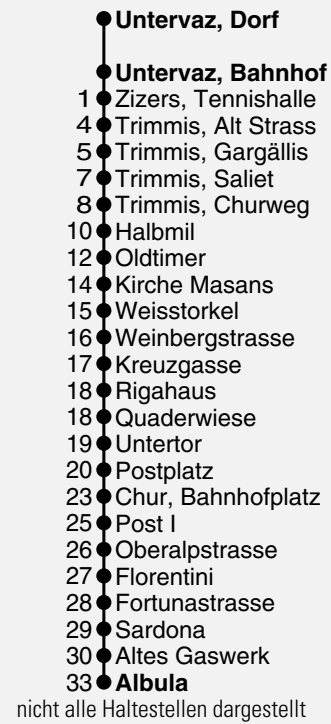 Untervaz, Dorf
Untervaz, Bahnhof
1 Zizers, Tennishalle
4 Trimmis, Alt Strass
5 Trimmis, Gargällis
7 Trimmis, Saliet
8 Trimmis, Churweg
10 Halbmil
12 Oldtimer
14 Kirche Masans
15 Weisstorkel
16 Weinbergstrasse
17 Kreuzgasse
18 Rigahaus
18 Quaderwiese
19 Untertor
20 Postplatz
23 Chur, Bahnhofplatz
25 Post I
26 Oberalpstrasse
27 Florentini
28 Fortunastrasse
29 Sardona
30 Altes Gaswerk
33 Albula
nicht alle Haltestellen dargestellt